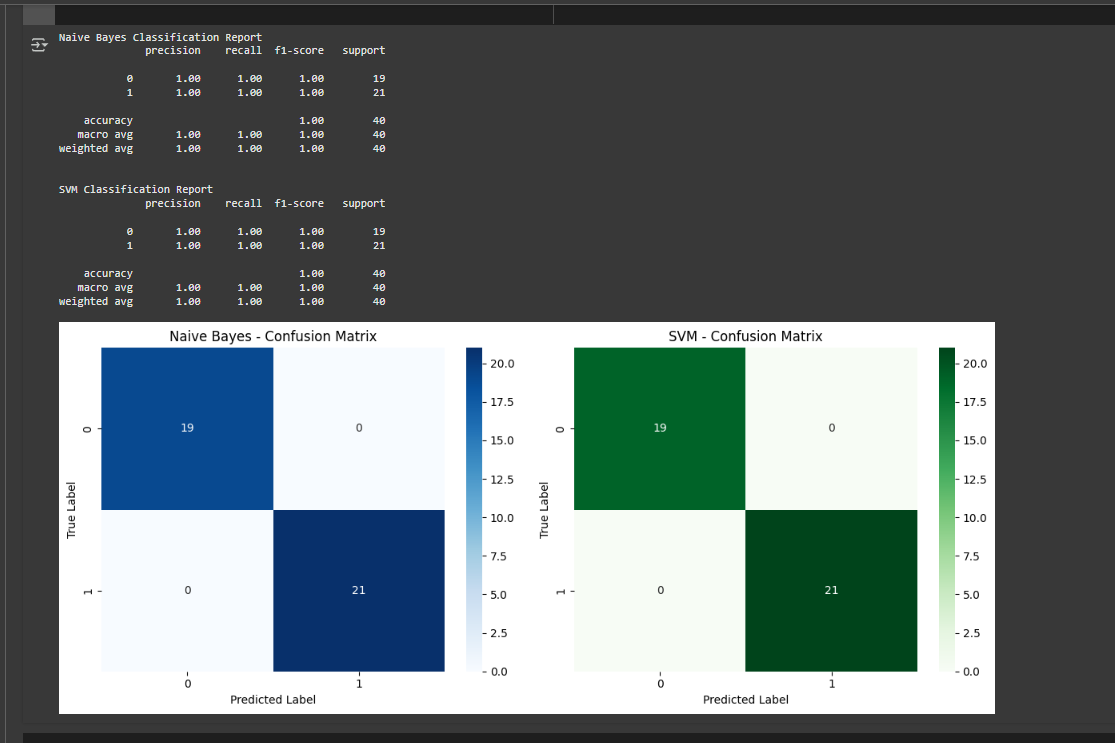 Naive Bayes Classification Report
precision recall f1-score support
0 1.00 1.00 1.00 19
1 1.00 1.00 1.00 21
accuracy 1.00 40
macro avg 1.00 1.00 1.00 40
weighted avg 1.00 1.00 1.00 40
SVM Classification Report
precision recall f1-score support
0 1.00 1.00 1.00 19
1 1.00 1.00 1.00 21
accuracy 1.00 40
macro avg 1.00 1.00 1.00 40
weighted avg 1.00 1.00 1.00 40
Naive Bayes - Confusion Matrix
True Label
0
1
19 0
0 21
0 1
Predicted Label
20.0
17.5
15.0
12.5
10.0
7.5
5.0
2.5
0.0
SVM - Confusion Matrix
True Label
0
1
19 0
0 21
0 1
Predicted Label
20.0
17.5
15.0
12.5
10.0
7.5
5.0
2.5
0.0